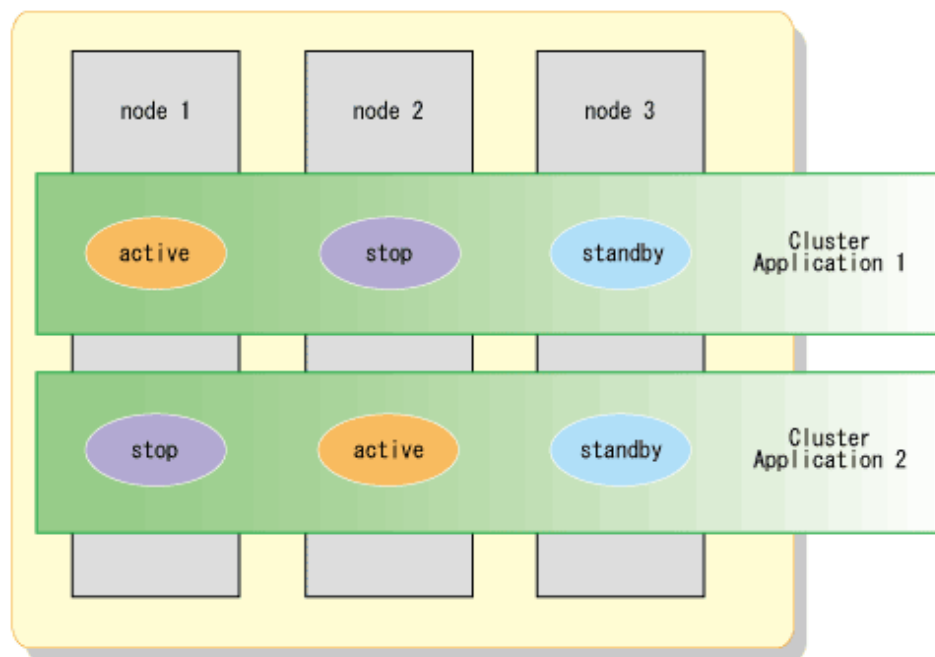 node 1
node 2
node 3
active
stop
standby
Cluster
Application 1
stop
active
standby
Cluster
Application 2